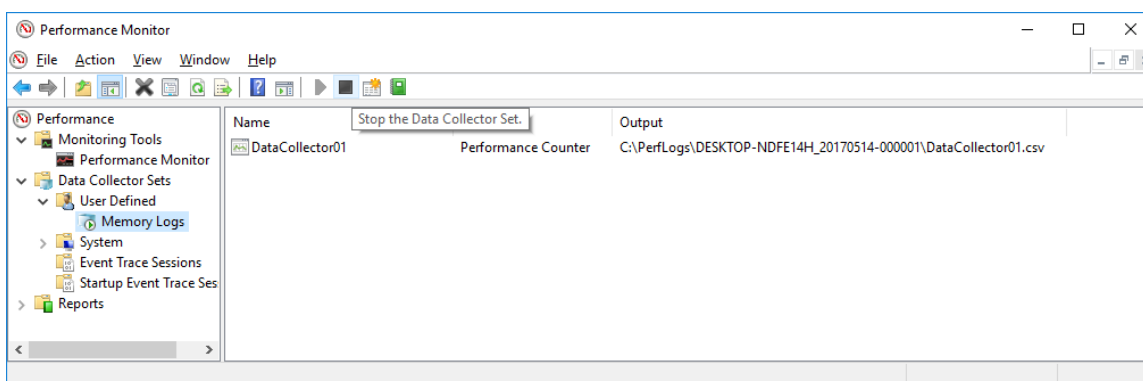 Performance Monitor
File Action View Window Help
Stop the Data Collector Set.
Performance
Monitoring Tools
Performance Monitor
Data Collector Sets
User Defined
Memory Logs
System
Event Trace Sessions
Startup Event Trace Ses
Reports
Name Output
DataCollector01 Performance Counter C:\PerfLogs\DESKTOP-NDFE14H_20170514-000001\DataCollector01.csv